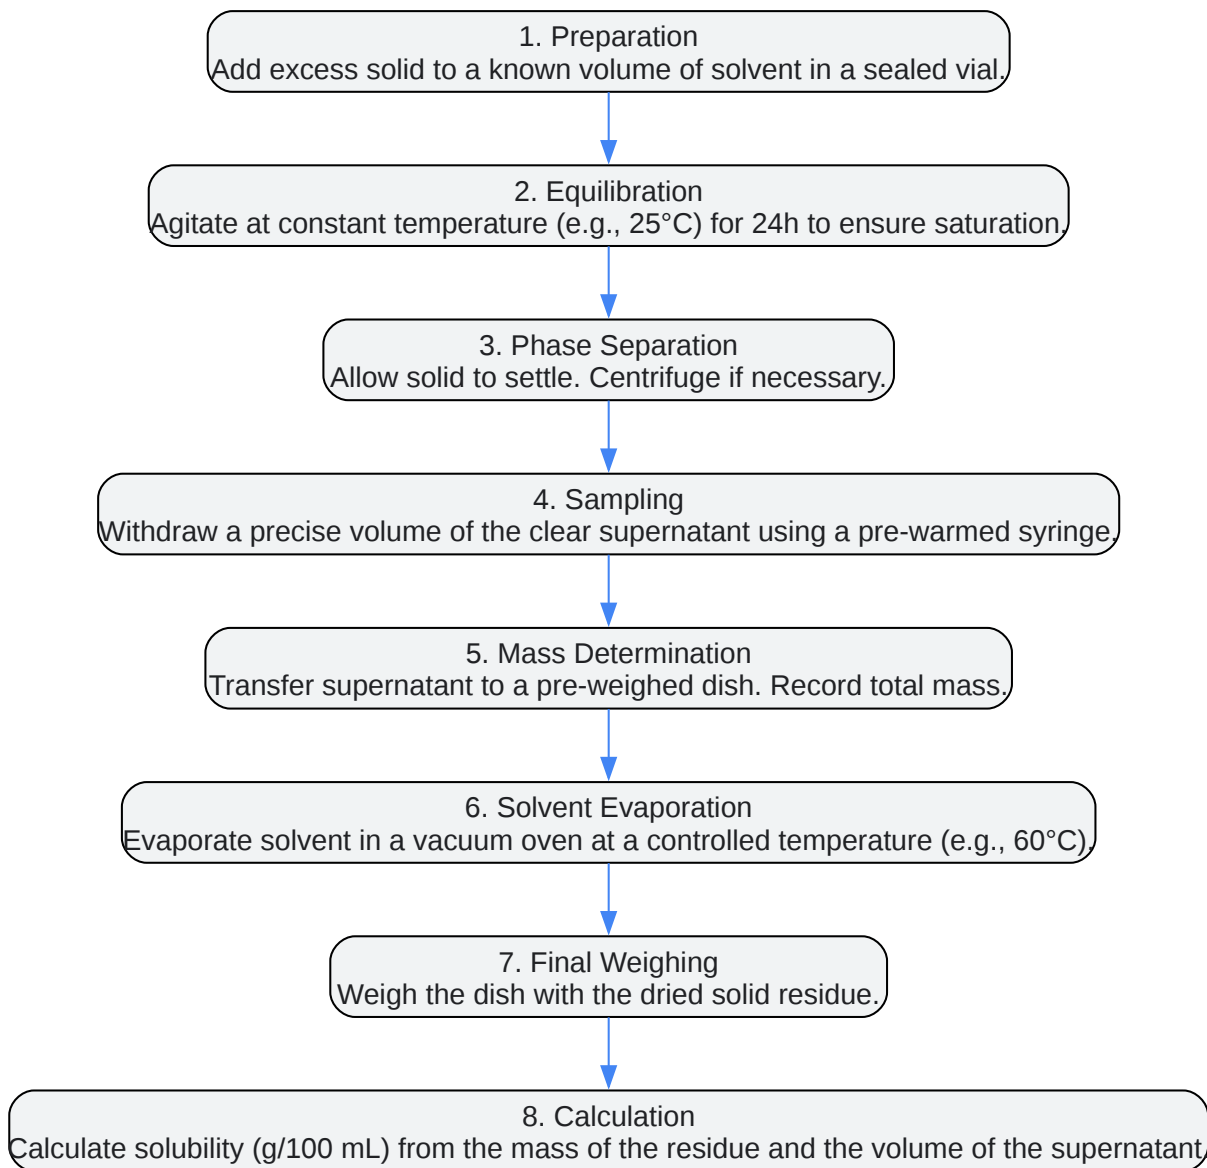 1. Preparation
Add excess solid to a known volume of solvent in a sealed vial.
2. Equilibration
Agitate at constant temperature (e.g., 25°C) for 24h to ensure saturation.
3. Phase Separation
Allow solid to settle. Centrifuge if necessary.
4. Sampling
Withdraw a precise volume of the clear supernatant using a pre-warmed syringe.
5. Mass Determination
Transfer supernatant to a pre-weighed dish. Record total mass.
6. Solvent Evaporation
Evaporate solvent in a vacuum oven at a controlled temperature (e.g., 60°C).
7. Final Weighing
Weigh the dish with the dried solid residue.
8. Calculation
Calculate solubility (g/100 mL) from the mass of the residue and the volume of the supernatant.